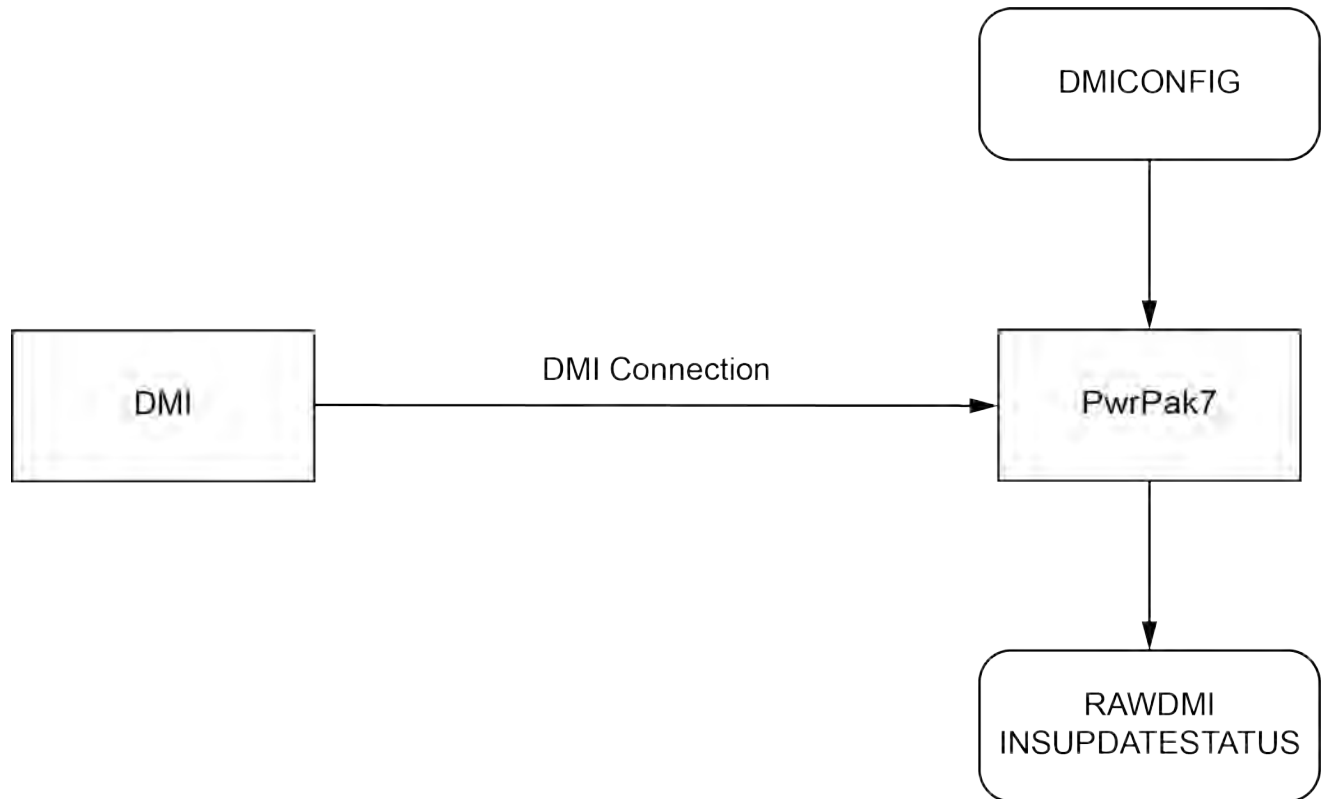 DMICONFIG
DMI Connection
DMI
PwrPak7
RAWDMI
INSUPDATESTATUS